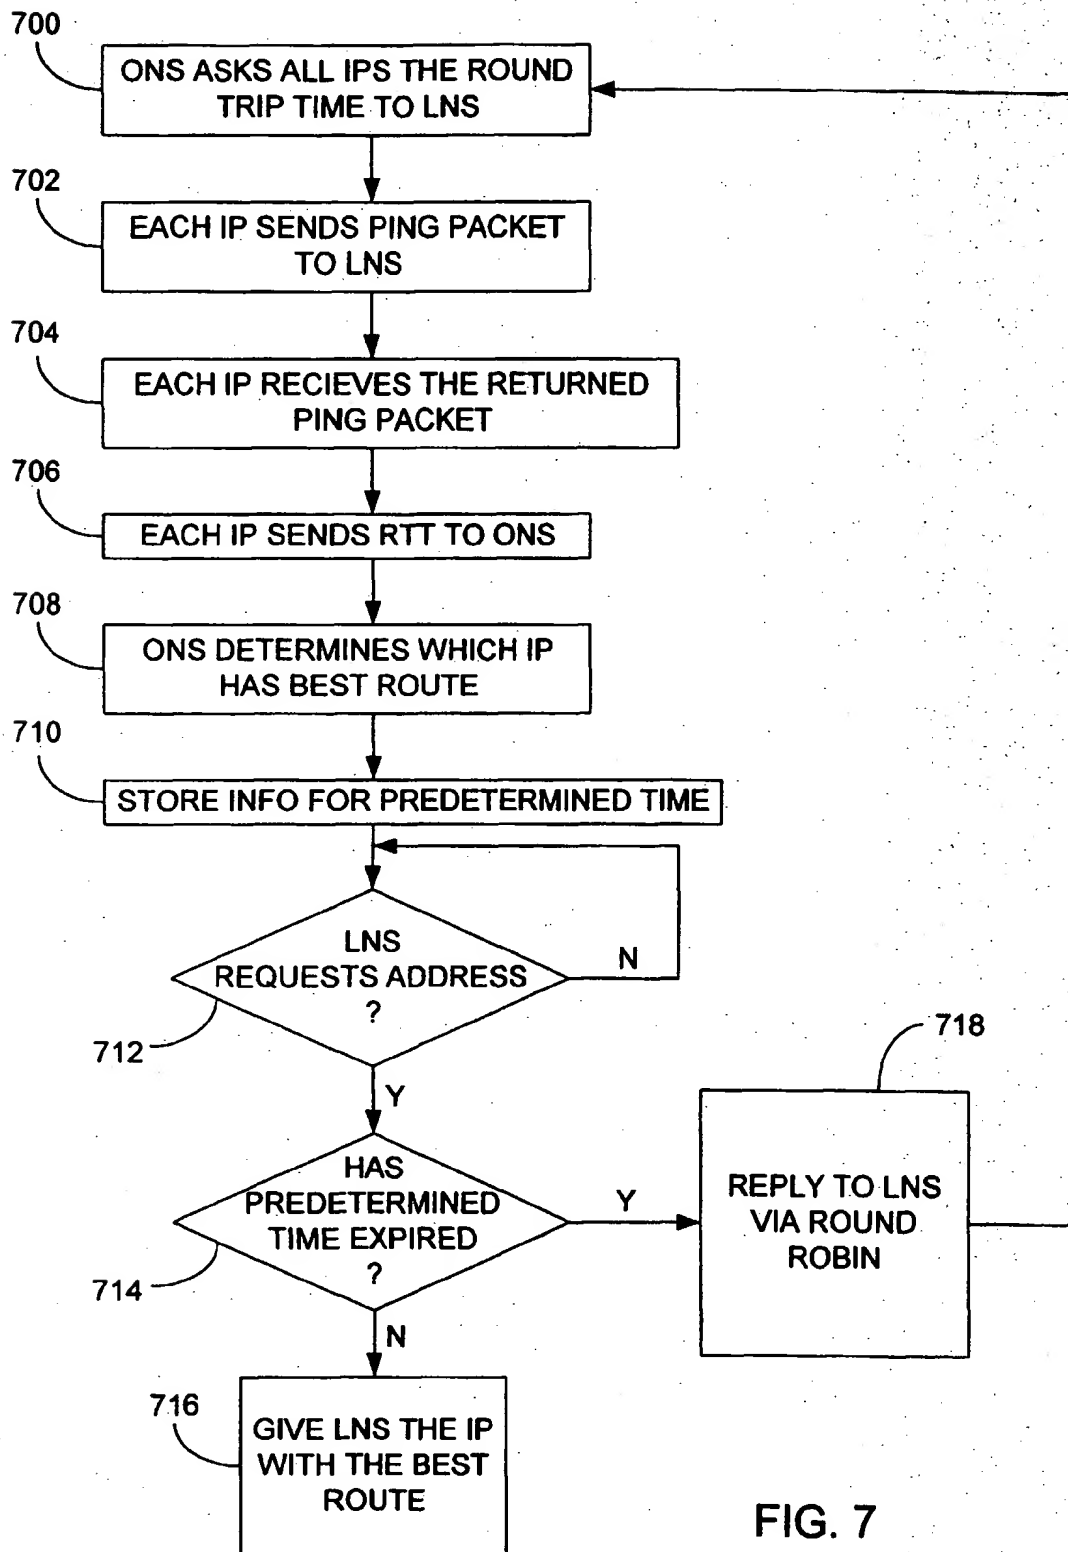 700
ONS ASKS ALL IPS THE ROUND
TRIP TIME TO LNS
702
EACH IP SENDS PING PACKET
TO LNS
704
EACH IP RECIEVES THE RETURNED
PING PACKET
706
EACH IP SENDS RTT TO ONS
708
ONS DETERMINES WHICH IP
HAS BEST ROUTE
710
STORE INFO FOR PREDETERMINED TIME
LNS
REQUESTS ADDRESS
?
N
712
Y
HAS
PREDETERMINED
TIME EXPIRED
?
Y
714
N
718
REPLY TO LNS
VIA ROUND
ROBIN
716
GIVE LNS THE IP
WITH THE BEST
ROUTE
FIG. 7